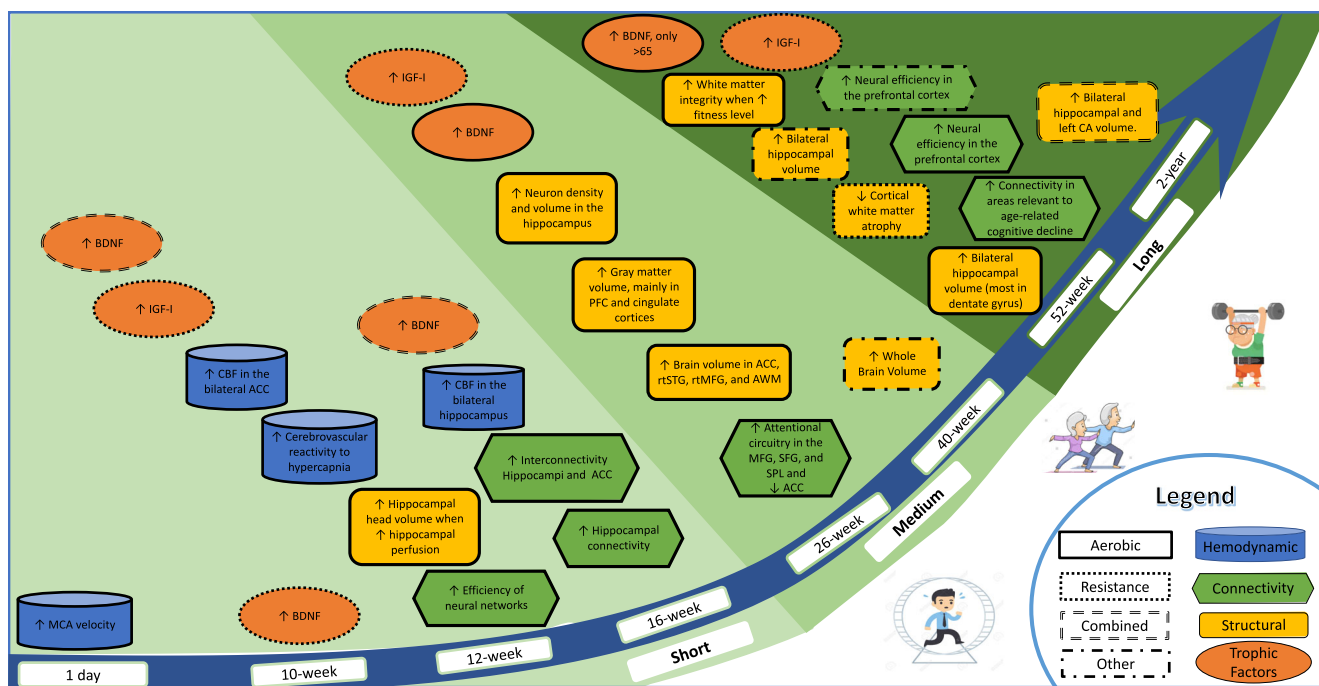 ↑ BDNF, only
>65
↑ IGF-I
↑ IGF-I
↑ BDNF
↑ White matter
integrity when ↑
fitness level
↑ Neural efficiency in
the prefrontal cortex
↑ Bilateral
hippocampal and
left CA volume.
↑ Bilateral
hippocampal
volume
↑ Neural
efficiency in the
prefrontal cortex
↑ Neuron density
and volume in the
hippocampus
↓ Cortical
white matter
atrophy
↑ Connectivity in
areas relevant to
age-related
cognitive decline
2-year
Long
↑ BDNF
↑ IGF-I
↑ Gray matter
volume, mainly in
PFC and cingulate
cortices
↑ Bilateral
hippocampal
volume (most in
dentate gyrus)
52-week
↑ BDNF
↑ CBF in the
bilateral ACC
↑ CBF in the
bilateral
hippocampus
↑ Brain volume in ACC,
rtSTG, rtMFG, and AWM
↑ Whole
Brain Volume
↑ Cerebrovascular
reactivity to
hypercapnia
↑ Interconnectivity
Hippocampi and ACC
↑ Attentional
circuitry in the
MFG, SFG, and
SPL and
↓ ACC
40-week
Medium
↑ Hippocampal
head volume when
↑ hippocampal
perfusion
↑ Hippocampal
connectivity
26-week
↑ Efficiency of
neural networks
↑ MCA velocity
↑ BDNF
16-week
Short
12-week
10-week
1 day
Legend
Aerobic
Hemodynamic
Resistance
Connectivity
Combined
Structural
Other
Trophic
Factors